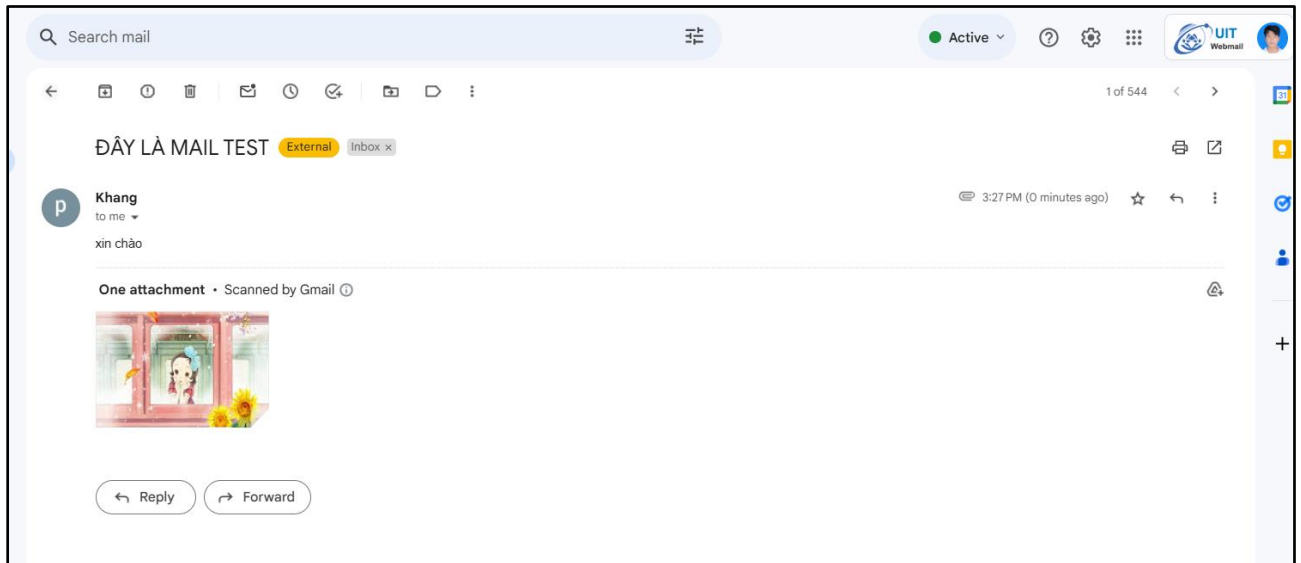 Search mail
Active
UIT
Webmail
1 of 544
31
ĐÂY LÀ MAIL TEST External Inbox ×
p
Khang
3:27 PM (0 minutes ago)
to me
xin chào
One attachment • Scanned by Gmail
Reply
Forward